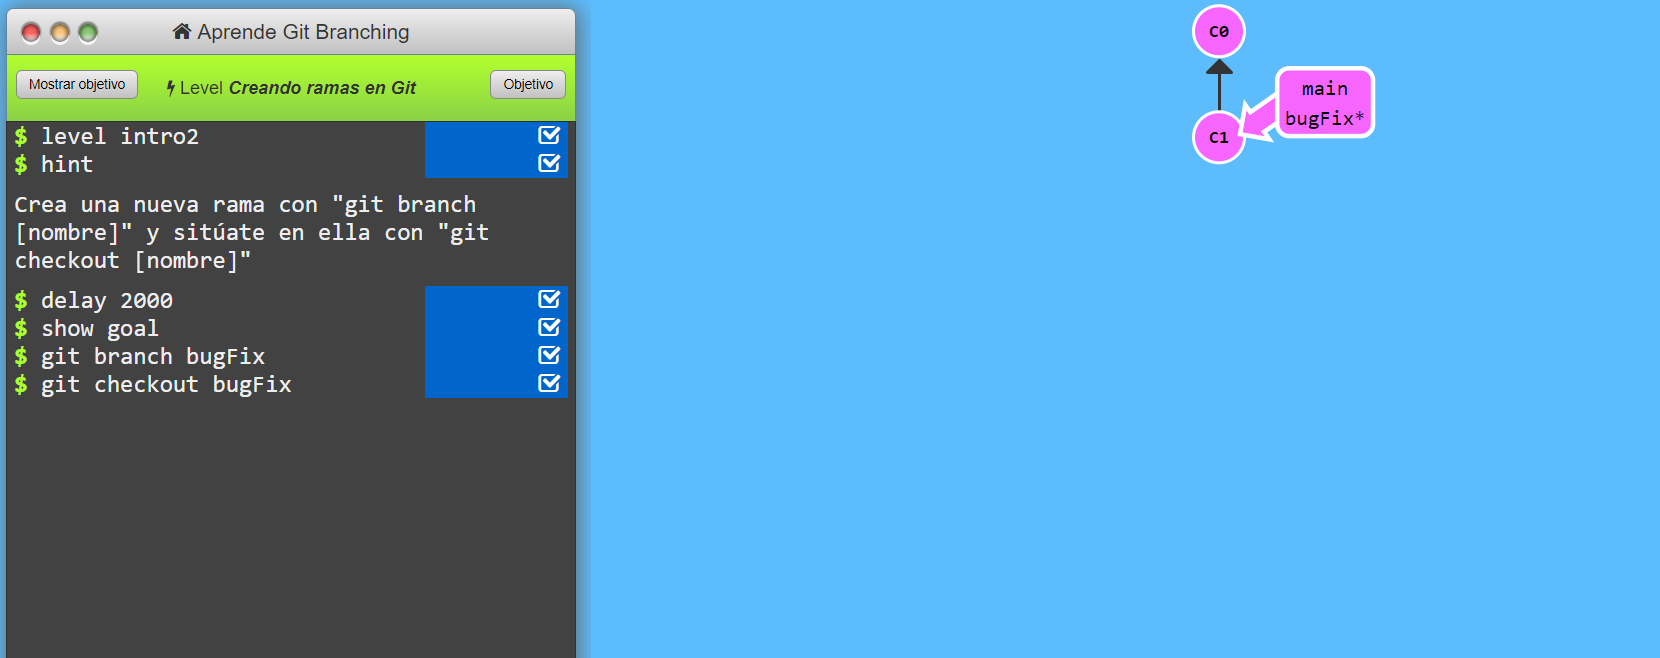 Aprende Git Branching
Mostrar objetivo
Level Creando ramas en Git
Objetivo
$ level intro2
$ hint
Crea una nueva rama con "git branch
[nombre]" y sitúate en ella con "git
checkout [nombre]"
$ delay 2000
$ show goal
$ git branch bugFix
$ git checkout bugFix
C0
main
bugFix*
C1